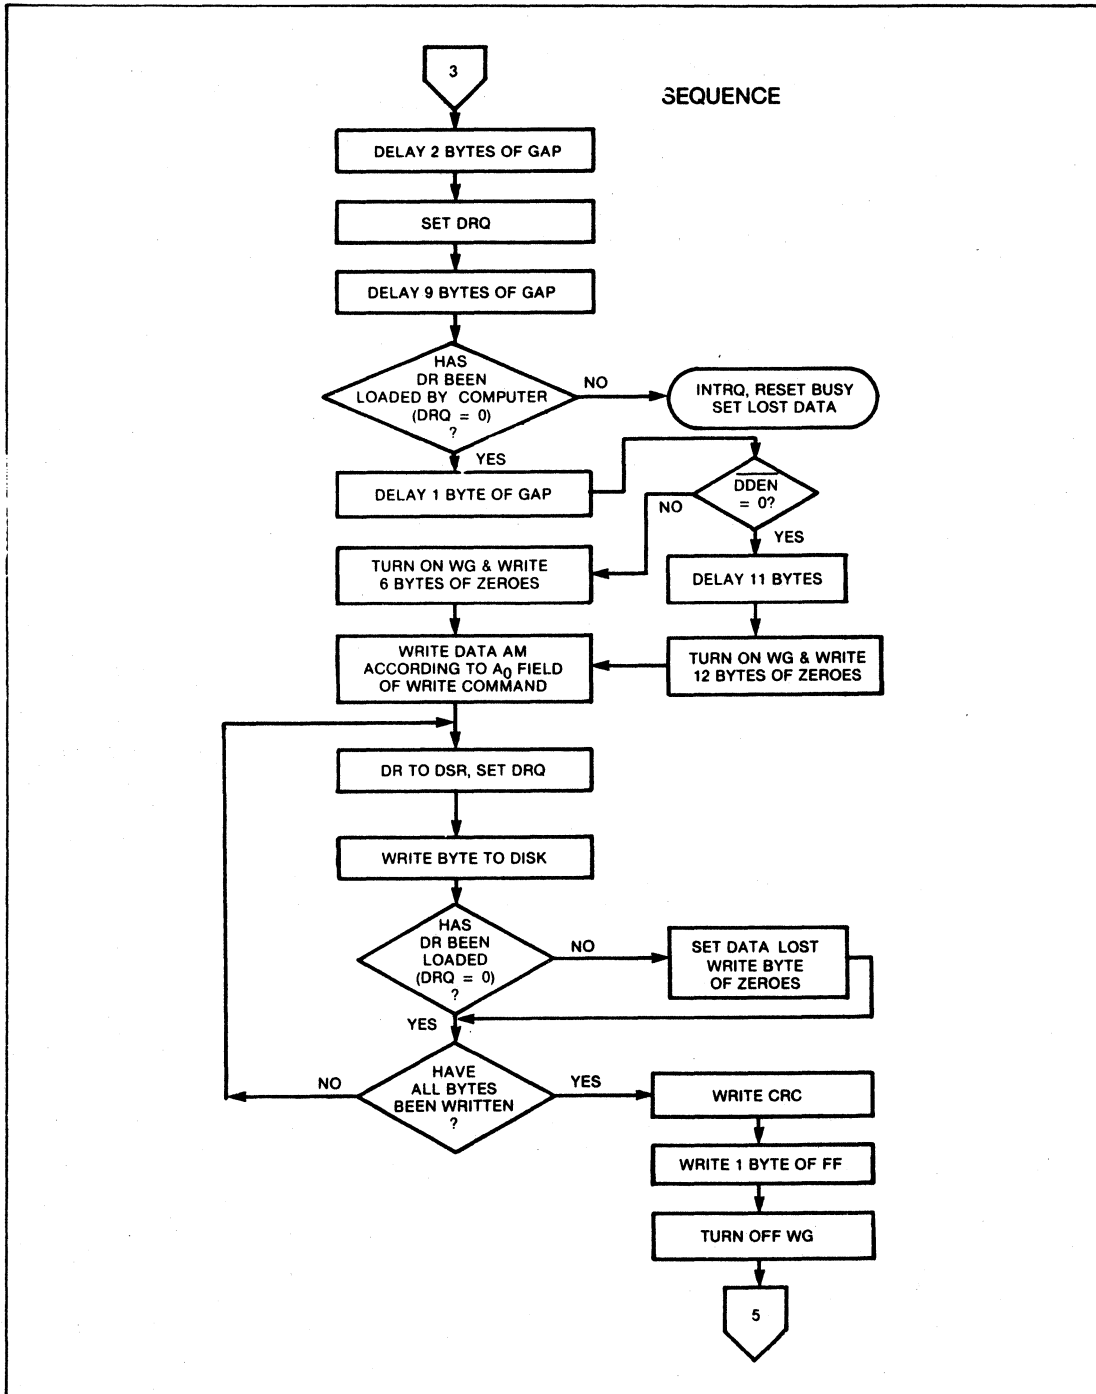 3
SEQUENCE
DELAY 2 BYTES OF GAP
SET DRQ
DELAY 9 BYTES OF GAP
HAS
DR BEEN
LOADED BY COMPUTER
(DRQ = 0)
?
NO
INTRQ, RESET BUSY
SET LOST DATA
YES
DELAY 1 BYTE OF GAP
D̅D̅E̅N̅
= 0?
NO
YES
TURN ON WG & WRITE
6 BYTES OF ZEROES
DELAY 11 BYTES
WRITE DATA AM
ACCORDING TO A0 FIELD
OF WRITE COMMAND
TURN ON WG & WRITE
12 BYTES OF ZEROES
DR TO DSR, SET DRQ
WRITE BYTE TO DISK
HAS
DR BEEN
LOADED
(DRQ = 0)
?
NO
SET DATA LOST
WRITE BYTE
OF ZEROES
YES
HAVE
ALL BYTES
BEEN WRITTEN
?
NO
YES
WRITE CRC
WRITE 1 BYTE OF FF
TURN OFF WG
5